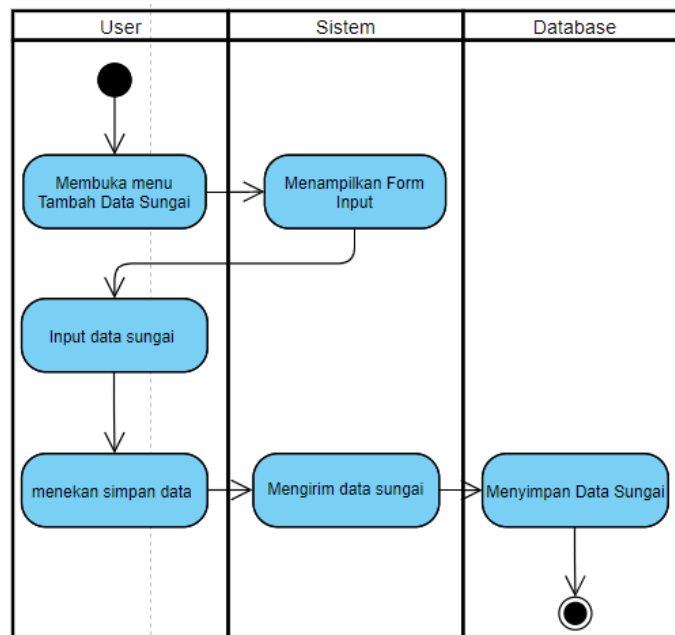 User
Sistem
Database
Membuka menu
Tambah Data Sungai
Menampilkan Form
Input
Input data sungai
menekan simpan data
Mengirim data sungai
Menyimpan Data Sungai